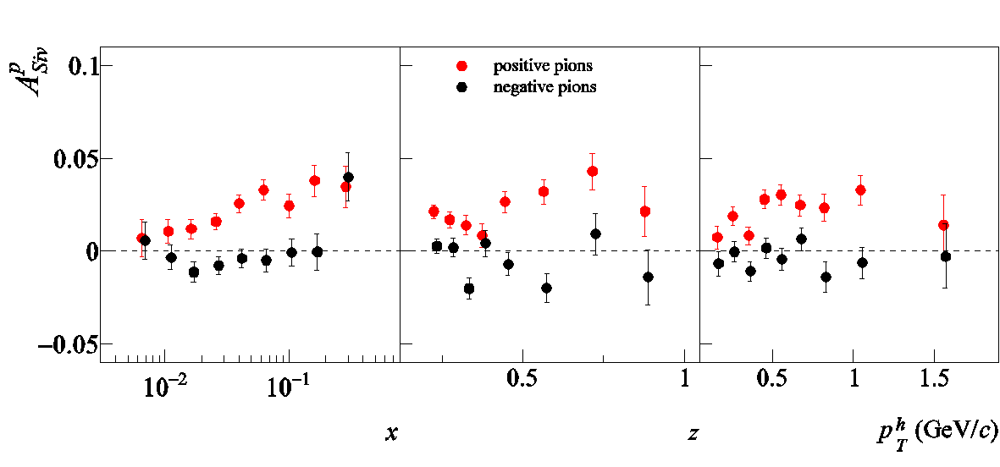 A^p_Siv
positive pions
negative pions
0.1
0.05
0
−0.05
10^−2 10^−1 0.5 1 0.5 1 1.5
x z p_T^h (GeV/c)